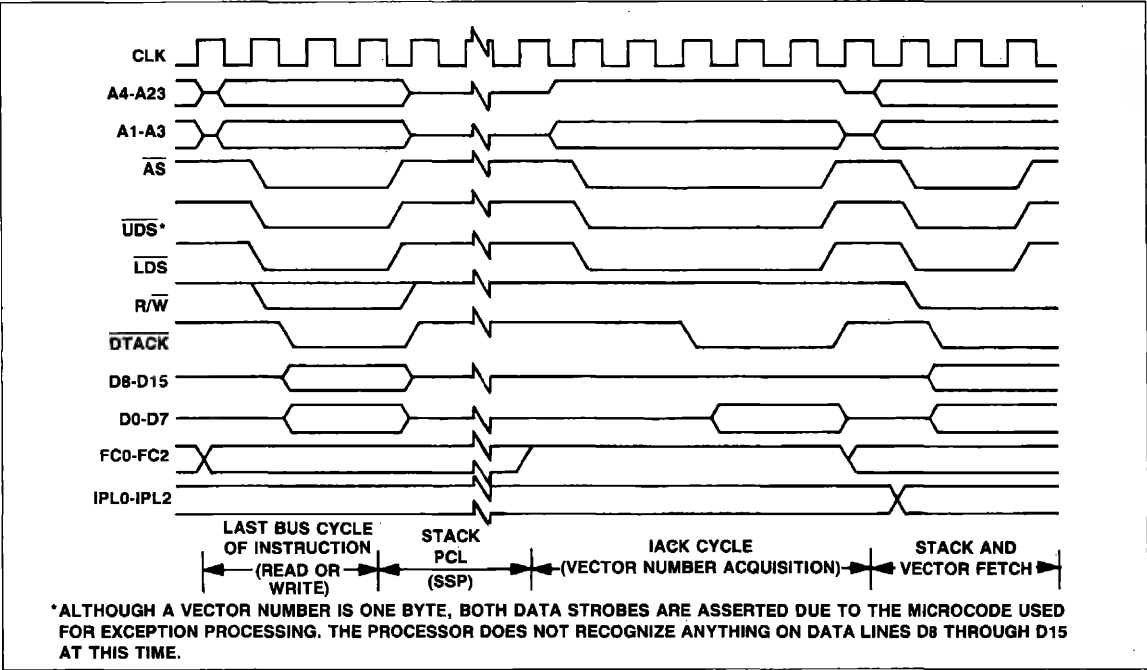 CLK
A4-A23
A1-A3
AS
UDS*
LDS
R/W
DTACK
D8-D15
D0-D7
FC0-FC2
IPL0-IPL2
LAST BUS CYCLE
OF INSTRUCTION
(READ OR
WRITE)
STACK
PCL
(SSP)
IACK CYCLE
(VECTOR NUMBER ACQUISITION)
STACK AND
VECTOR FETCH
*ALTHOUGH A VECTOR NUMBER IS ONE BYTE, BOTH DATA STROBES ARE ASSERTED DUE TO THE MICROCODE USED
FOR EXCEPTION PROCESSING. THE PROCESSOR DOES NOT RECOGNIZE ANYTHING ON DATA LINES D8 THROUGH D15
AT THIS TIME.